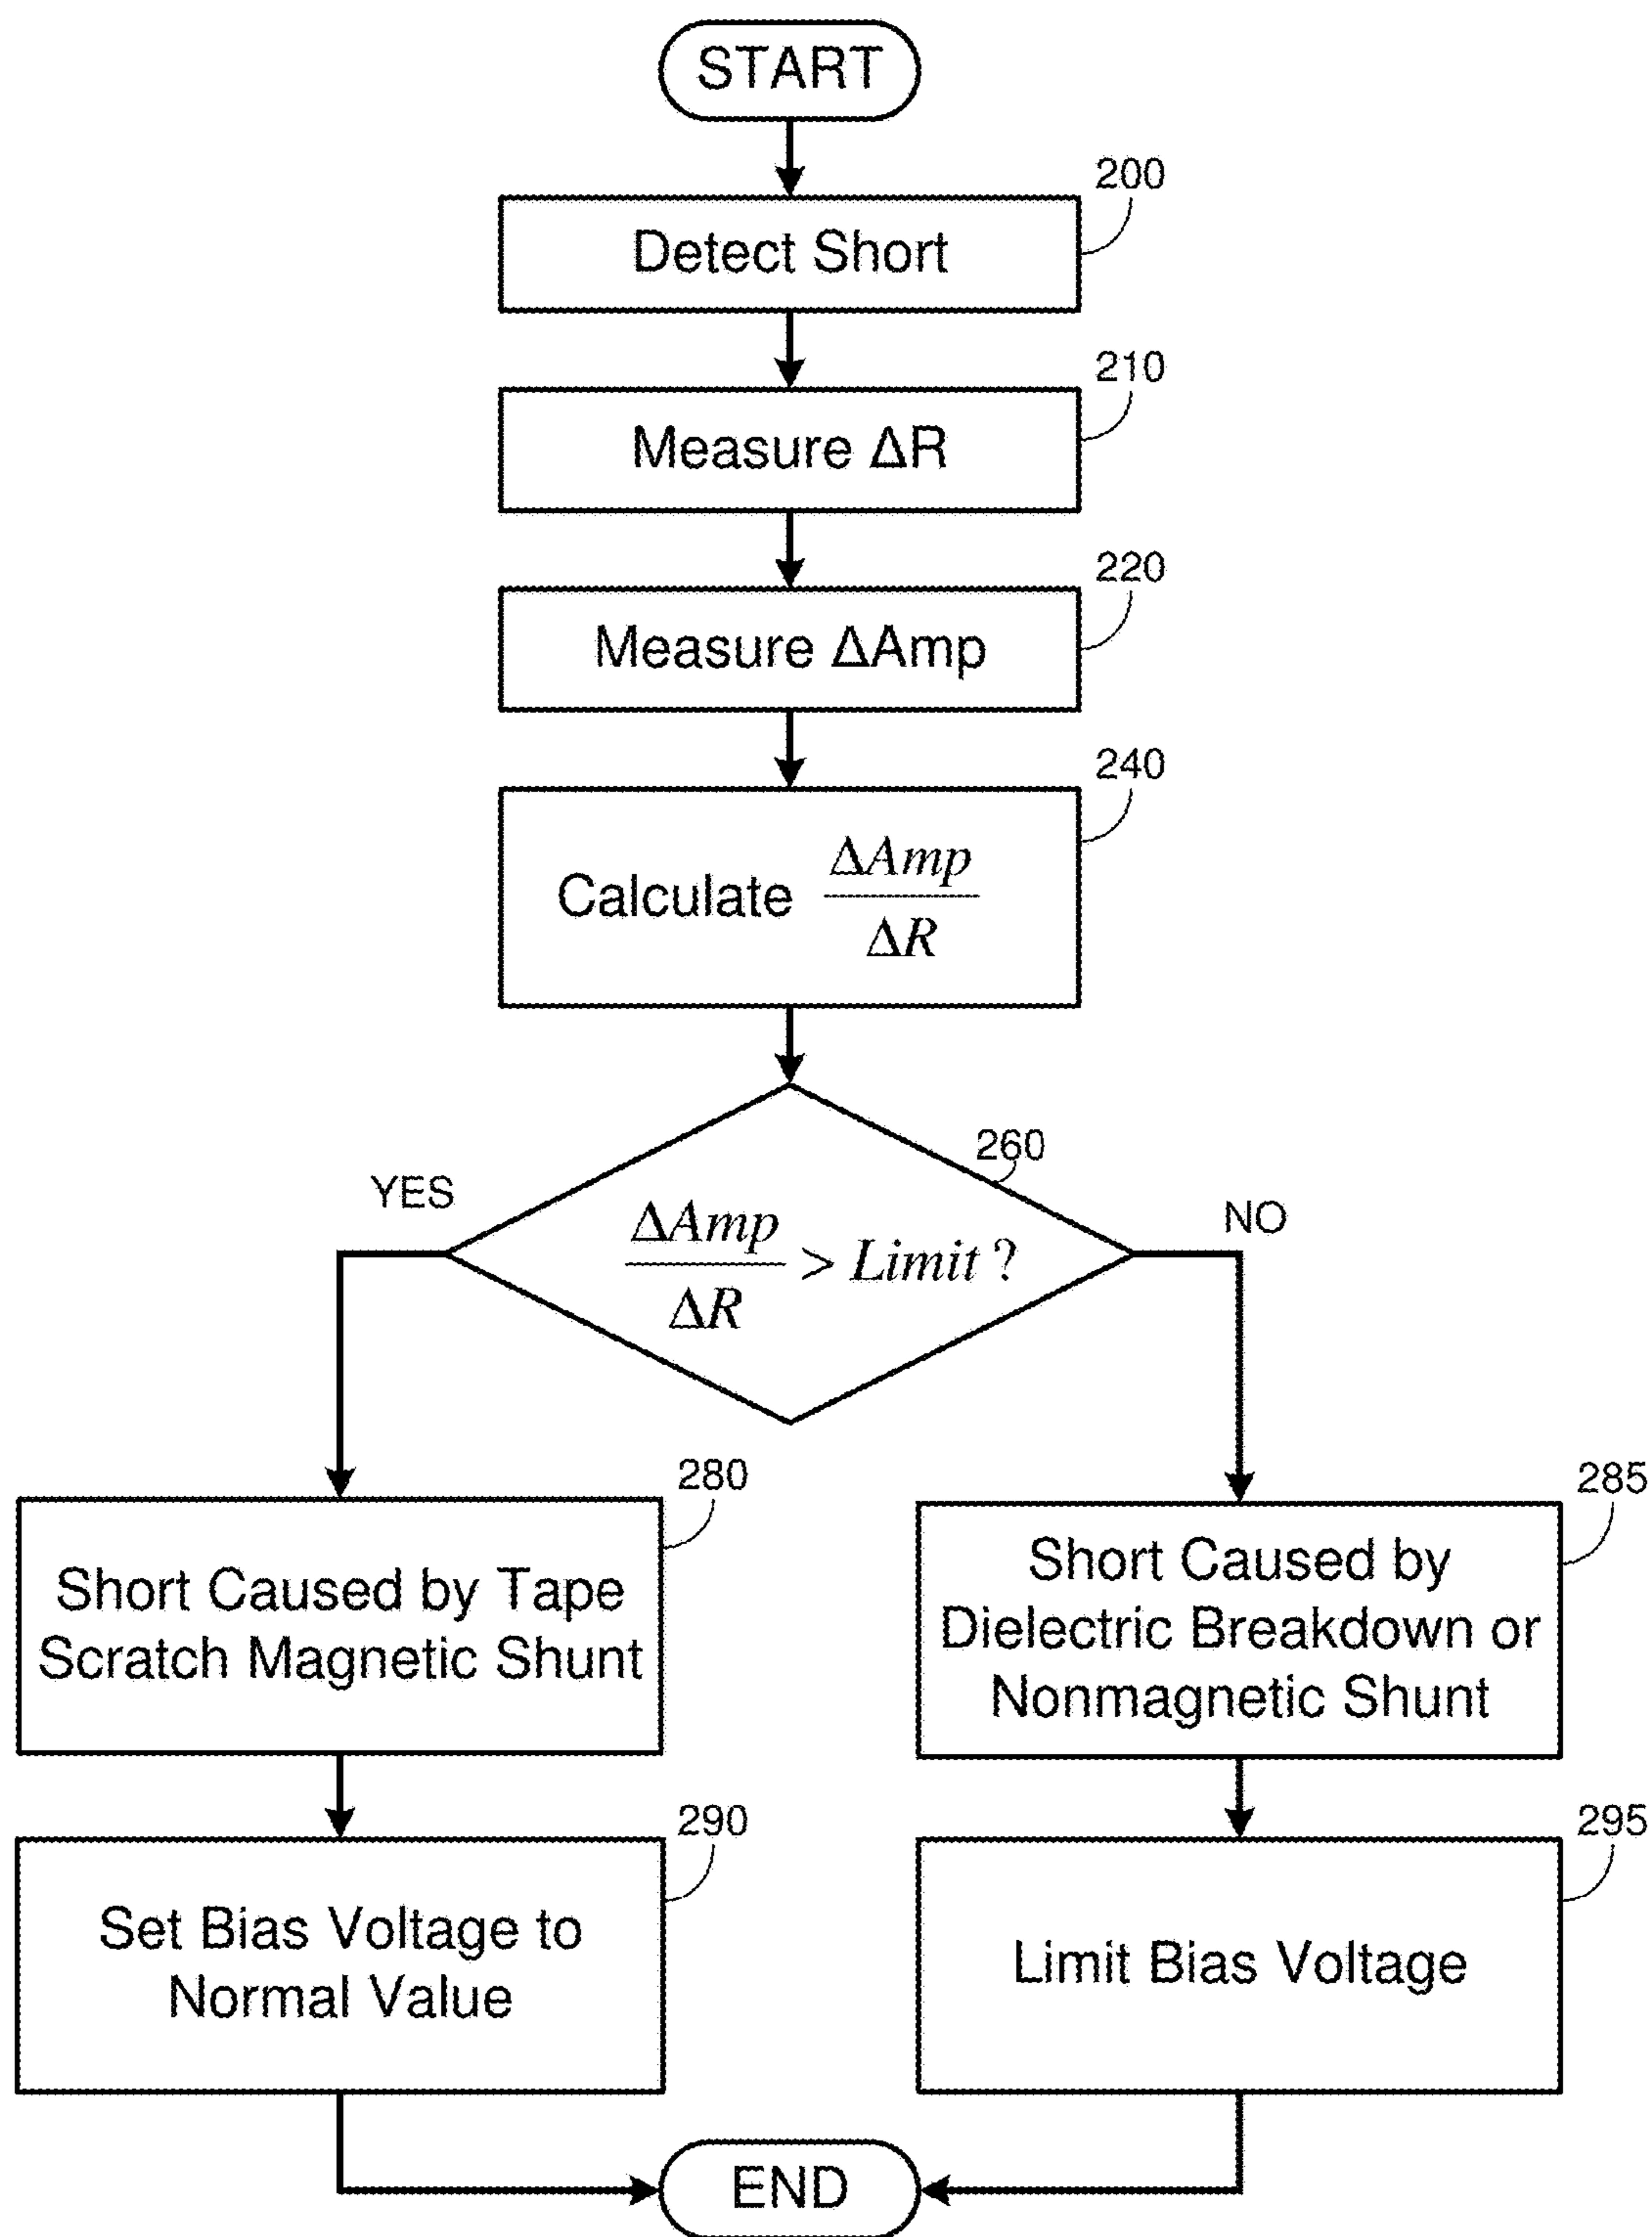 START
200
Detect Short
210
Measure ΔR
220
Measure ΔAmp
240
Calculate ΔAmp/ΔR
260
YES
NO
ΔAmp/ΔR > Limit ?
280
Short Caused by Tape
Scratch Magnetic Shunt
285
Short Caused by
Dielectric Breakdown or
Nonmagnetic Shunt
290
Set Bias Voltage to
Normal Value
295
Limit Bias Voltage
END